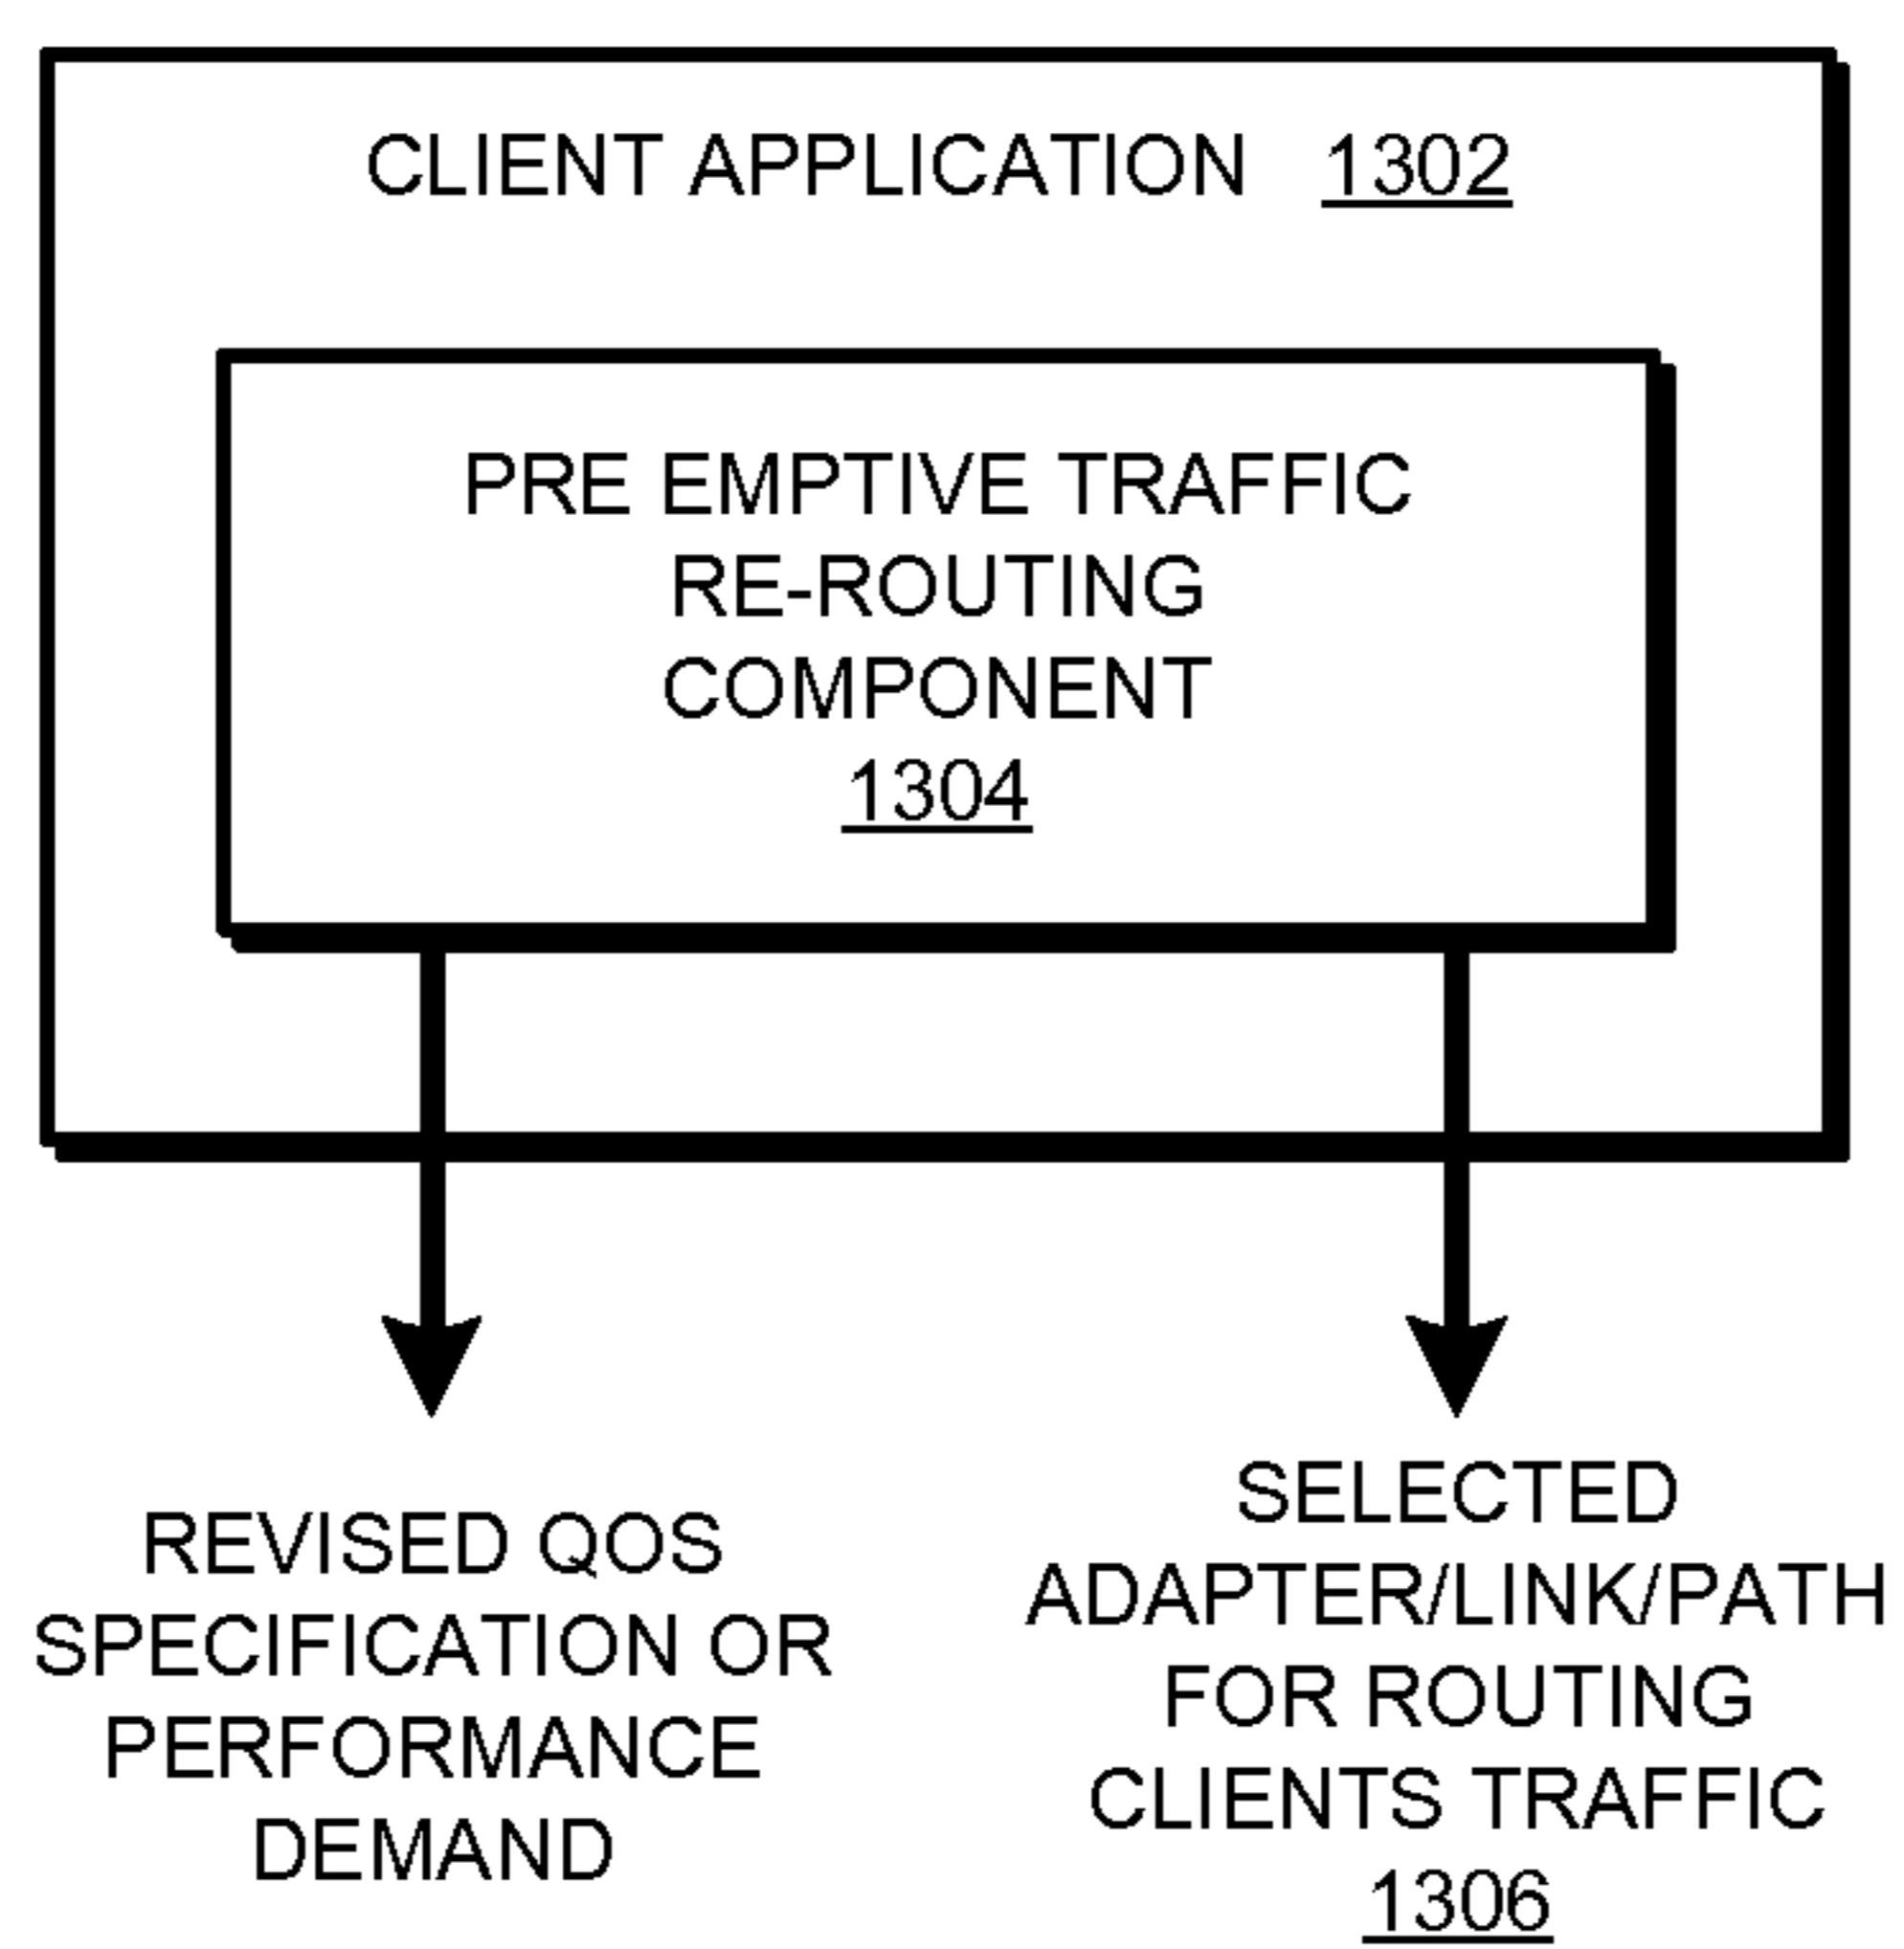 CLIENT APPLICATION 1302
PRE EMPTIVE TRAFFIC
RE-ROUTING
COMPONENT
1304
REVISED QOS
SPECIFICATION OR
PERFORMANCE
DEMAND
SELECTED
ADAPTER/LINK/PATH
FOR ROUTING
CLIENTS TRAFFIC
1306